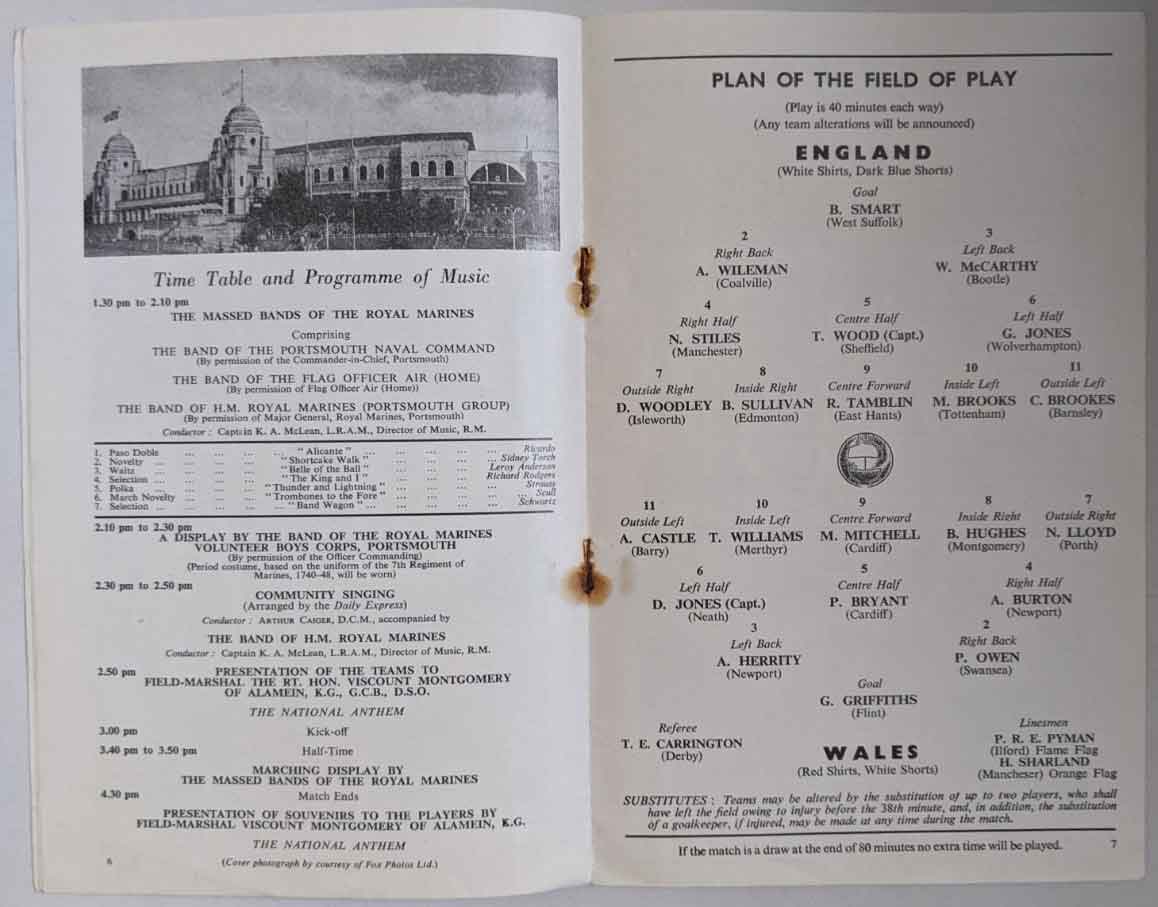 Time Table and Programme of Music
1.30 pm to 2.10 pm
THE MASSED BANDS OF THE ROYAL MARINES
Comprising
THE BAND OF THE PORTSMOUTH NAVAL COMMAND
(By permission of the Commander-in-Chief, Portsmouth)
THE BAND OF THE FLAG OFFICER AIR (HOME)
(By permission of Flag Officer Air (Home))
THE BAND OF H.M. ROYAL MARINES (PORTSMOUTH GROUP)
(By permission of Major General, Royal Marines, Portsmouth)
Conductor : Captain K. A. McLean, L.R.A.M., Director of Music, R.M.
1. Paso Doble ... ... ... ... "Alicante" ... ... ... ... ... Ricardo
2. Novelty ... ... ... ... "Shortcake Walk" ... ... ... ... Sidney Torch
3. Waltz ... ... ... ... "Belle of the Ball" ... ... ... ... Leroy Anderson
4. Selection ... ... ... ... "The King and I" ... ... ... ... Richard Rodgers
5. Polka ... ... ... "Thunder and Lightning" ... ... ... ... Strauss
6. March Novelty ... ... "Trombones to the Fore" ... ... ... ... Scull
7. Selection ... ... ... ... "Band Wagon" ... ... ... ... ... Schwartz
2.10 pm to 2.30 pm
A DISPLAY BY THE BAND OF THE ROYAL MARINES
VOLUNTEER BOYS CORPS, PORTSMOUTH
(By permission of the Officer Commanding)
(Period costume, based on the uniform of the 7th Regiment of
Marines, 1740-48, will be worn)
2.30 pm to 2.50 pm
COMMUNITY SINGING
(Arranged by the Daily Express)
Conductor : ARTHUR CAIGER, D.C.M., accompanied by
THE BAND OF H.M. ROYAL MARINES
Conductor : Captain K. A. McLean, L.R.A.M., Director of Music, R.M.
2.50 pm PRESENTATION OF THE TEAMS TO
FIELD-MARSHAL THE RT. HON. VISCOUNT MONTGOMERY
OF ALAMEIN, K.G., G.C.B., D.S.O.
THE NATIONAL ANTHEM
3.00 pm Kick-off
3.40 pm to 3.50 pm Half-Time
MARCHING DISPLAY BY
THE MASSED BANDS OF THE ROYAL MARINES
4.30 pm Match Ends
PRESENTATION OF SOUVENIRS TO THE PLAYERS BY
FIELD-MARSHAL VISCOUNT MONTGOMERY OF ALAMEIN, K.G.
THE NATIONAL ANTHEM
6 (Cover photograph by courtesy of Fox Photos Ltd.)
PLAN OF THE FIELD OF PLAY
(Play is 40 minutes each way)
(Any team alterations will be announced)
ENGLAND
(White Shirts, Dark Blue Shorts)
Goal
B. SMART
(West Suffolk)
2 3
Right Back Left Back
A. WILEMAN W. McCARTHY
(Coalville) (Bootle)
4 5 6
Right Half Centre Half Left Half
N. STILES T. WOOD (Capt.) G. JONES
(Manchester) (Sheffield) (Wolverhampton)
7 8 9 10 11
Outside Right Inside Right Centre Forward Inside Left Outside Left
D. WOODLEY B. SULLIVAN R. TAMBLIN M. BROOKS C. BROOKES
(Isleworth) (Edmonton) (East Hants) (Tottenham) (Barnsley)
11 10 9 8 7
Outside Left Inside Left Centre Forward Inside Right Outside Right
A. CASTLE T. WILLIAMS M. MITCHELL B. HUGHES N. LLOYD
(Barry) (Merthyr) (Cardiff) (Montgomery) (Porth)
6 5 4
Left Half Centre Half Right Half
D. JONES (Capt.) P. BRYANT A. BURTON
(Neath) (Cardiff) (Newport)
3 2
Left Back Right Back
A. HERRITY P. OWEN
(Newport) (Swansea)
Goal
G. GRIFFITHS
(Flint)
Referee
T. E. CARRINGTON
(Derby)
WALES
(Red Shirts, White Shorts)
Linesmen
P. R. E. PYMAN
(Ilford) Flame Flag
H. SHARLAND
(Mancheser) Orange Flag
SUBSTITUTES : Teams may be altered by the substitution of up to two players, who shall
have left the field owing to injury before the 38th minute, and, in addition, the substitution
of a goalkeeper, if injured, may be made at any time during the match.
If the match is a draw at the end of 80 minutes no extra time will be played. 7